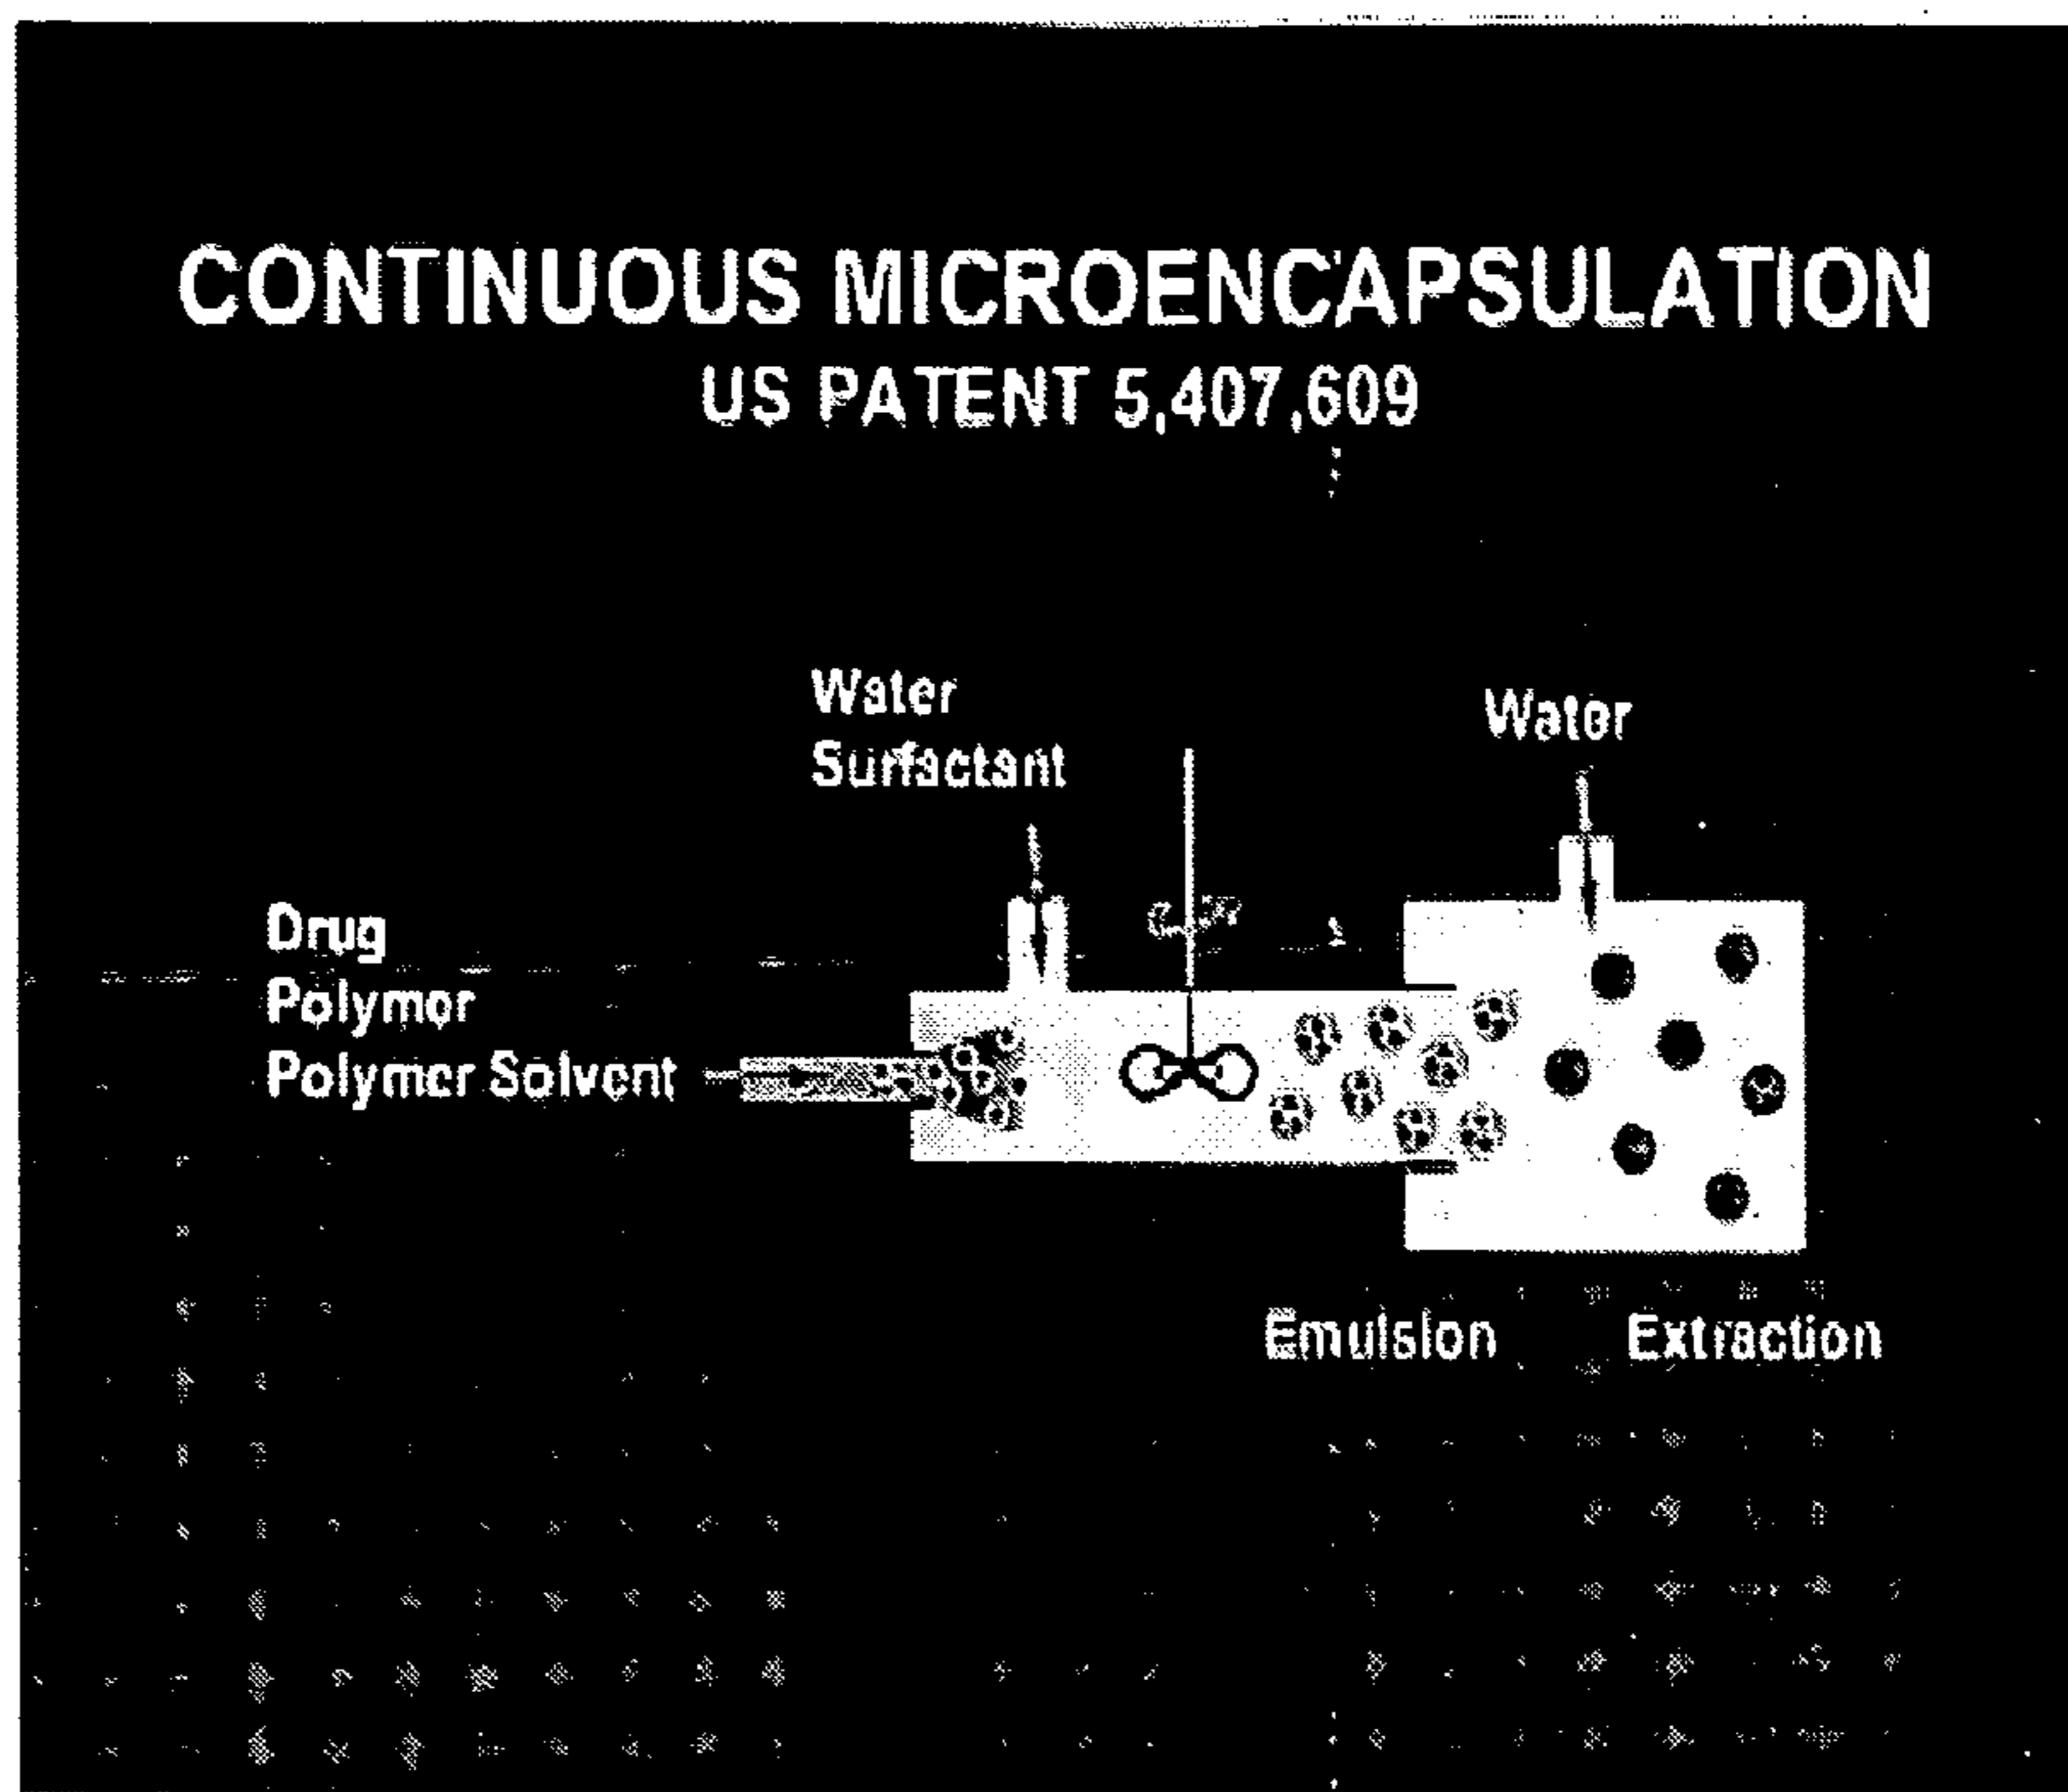 CONTINUOUS MICROENCAPSULATION
US PATENT 5,407,609
Water
Surfactant
Water
Drug
Polymer
Polymer Solvent
Emulsion
Extraction